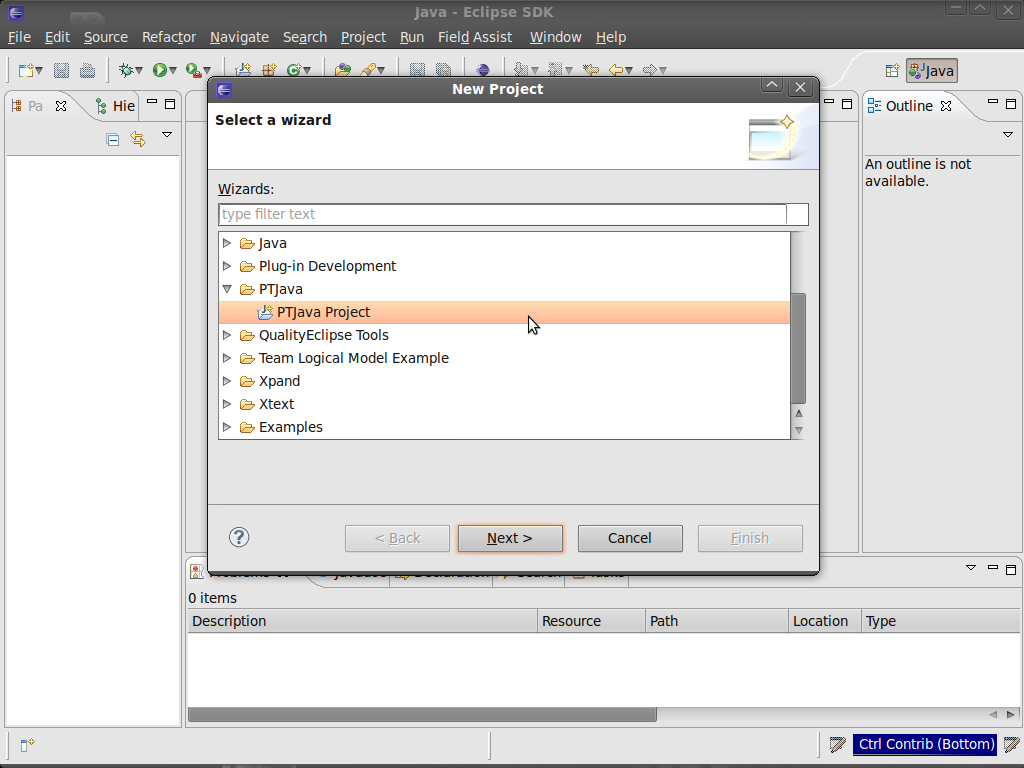 Java - Eclipse SDK
File Edit Source Refactor Navigate Search Project Run Field Assist Window Help
Java
Pa
Hie
New Project
Select a wizard
Wizards:
type filter text
Java
Plug-in Development
PTJava
PTJava Project
QualityEclipse Tools
Team Logical Model Example
Xpand
Xtext
Examples
? < Back Next > Cancel Finish
Outline
An outline is not
available.
0 items
Description Resource Path Location Type
Ctrl Contrib (Bottom)